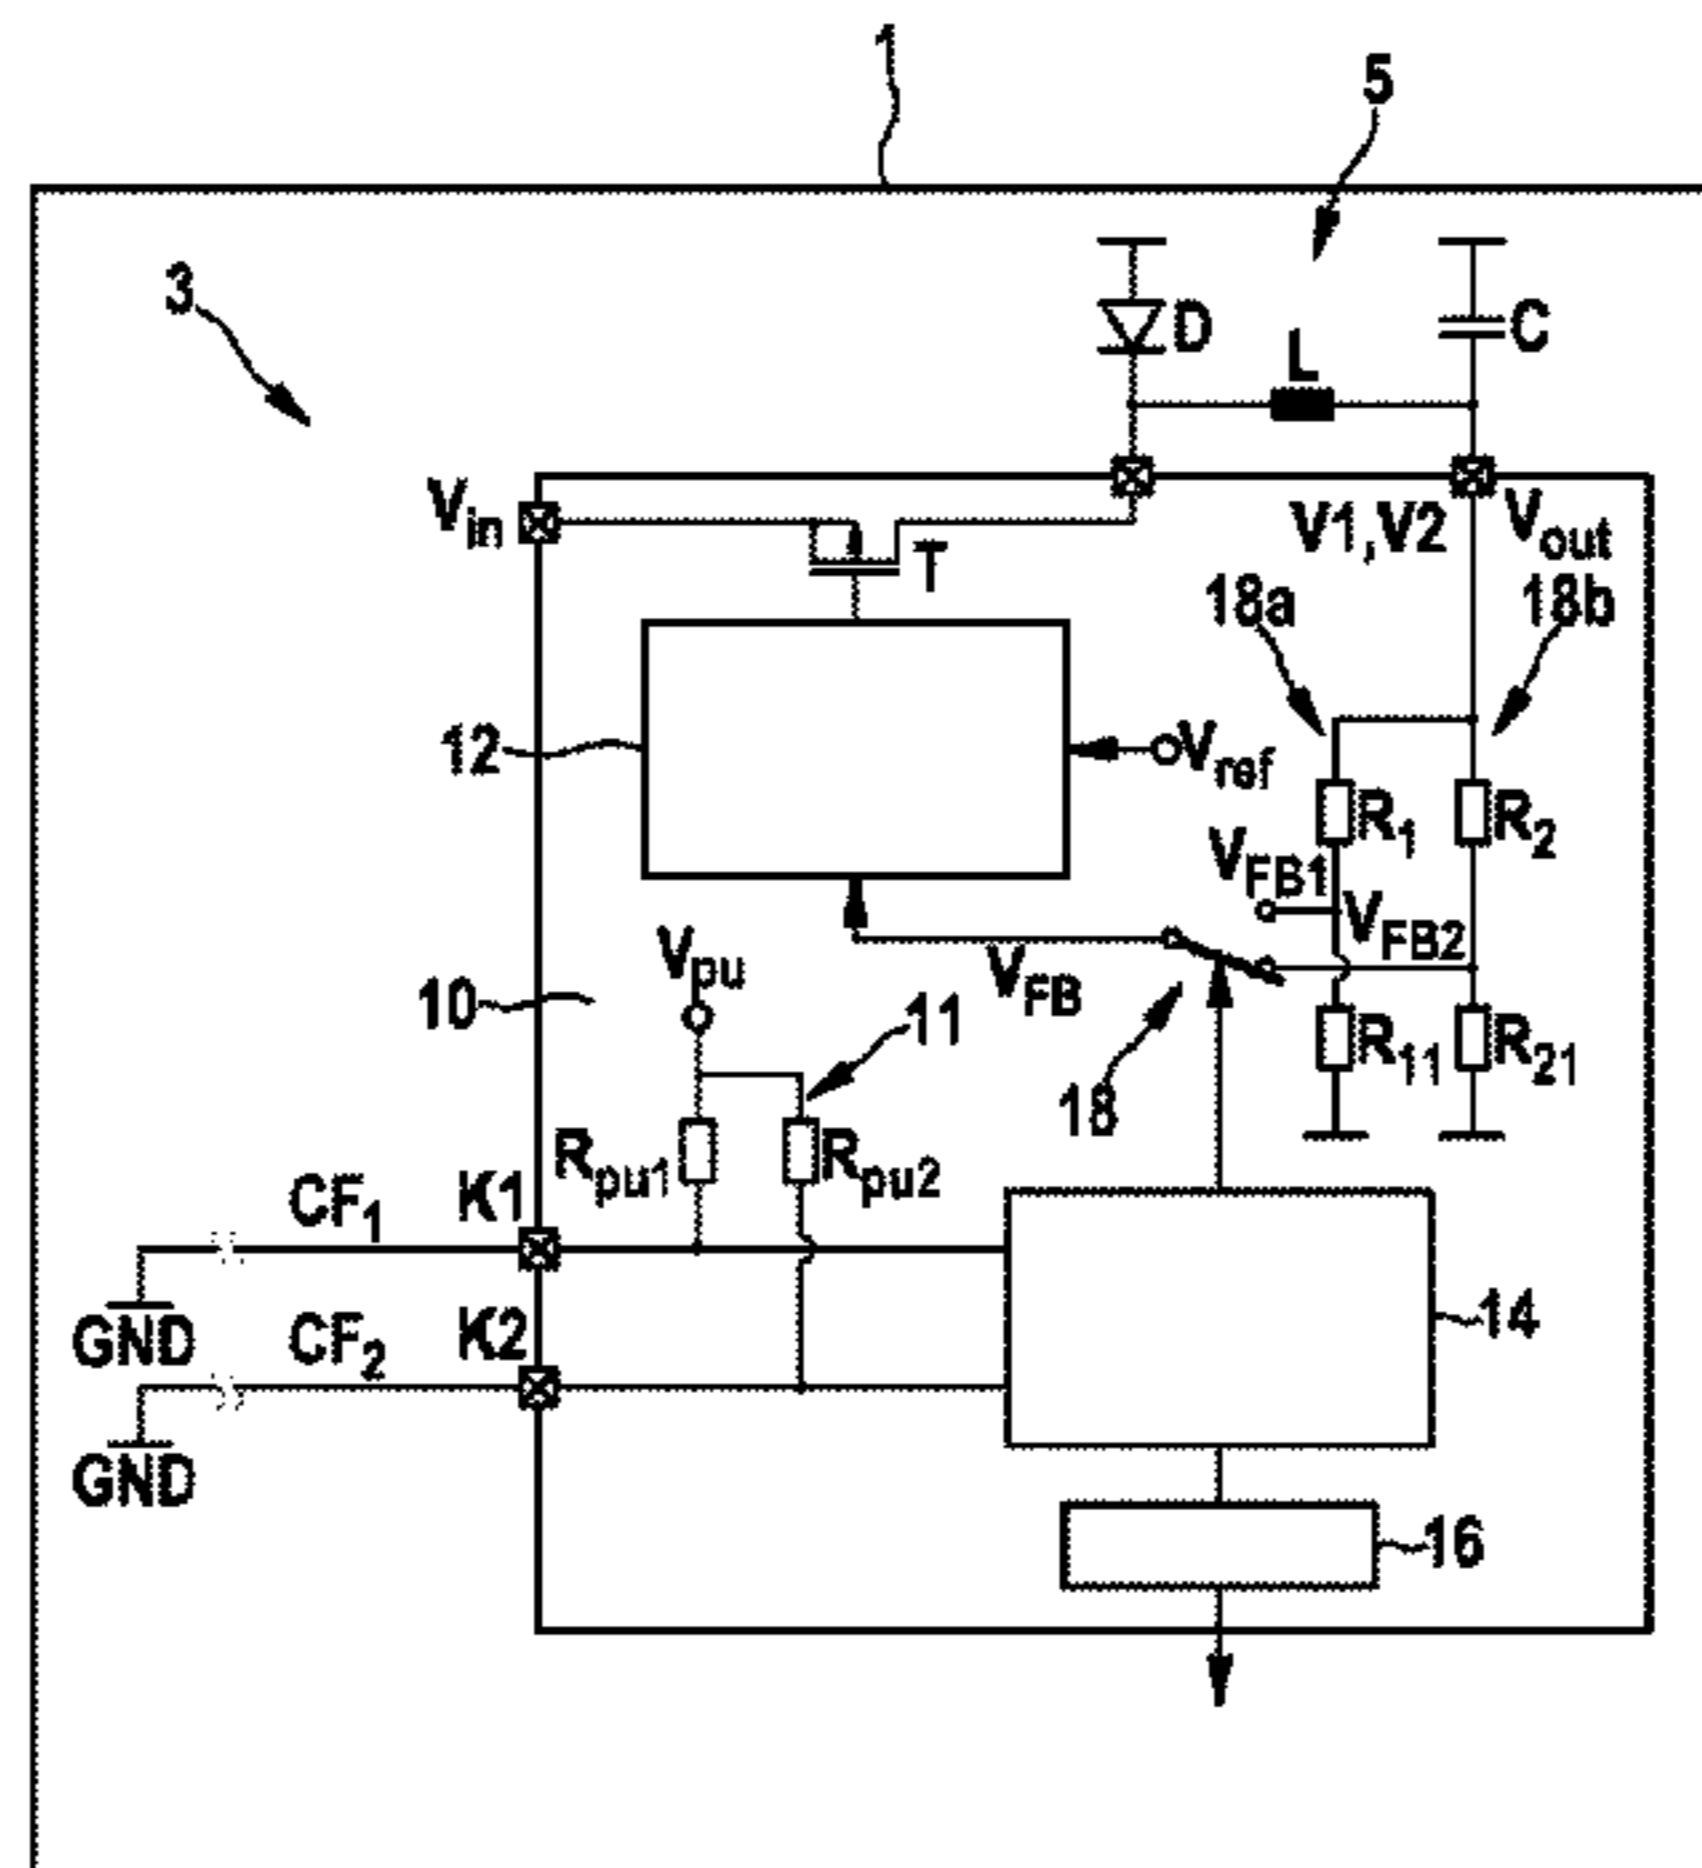 1
5
3
D
L
C
Vin
T
V1,V2
Vout
18a
18b
12
Vref
R1
R2
VFB1
VFB2
Vpu
VFB
10
11
18
R11
R21
Rpu1
Rpu2
CF1
K1
GND
CF2
K2
14
GND
16